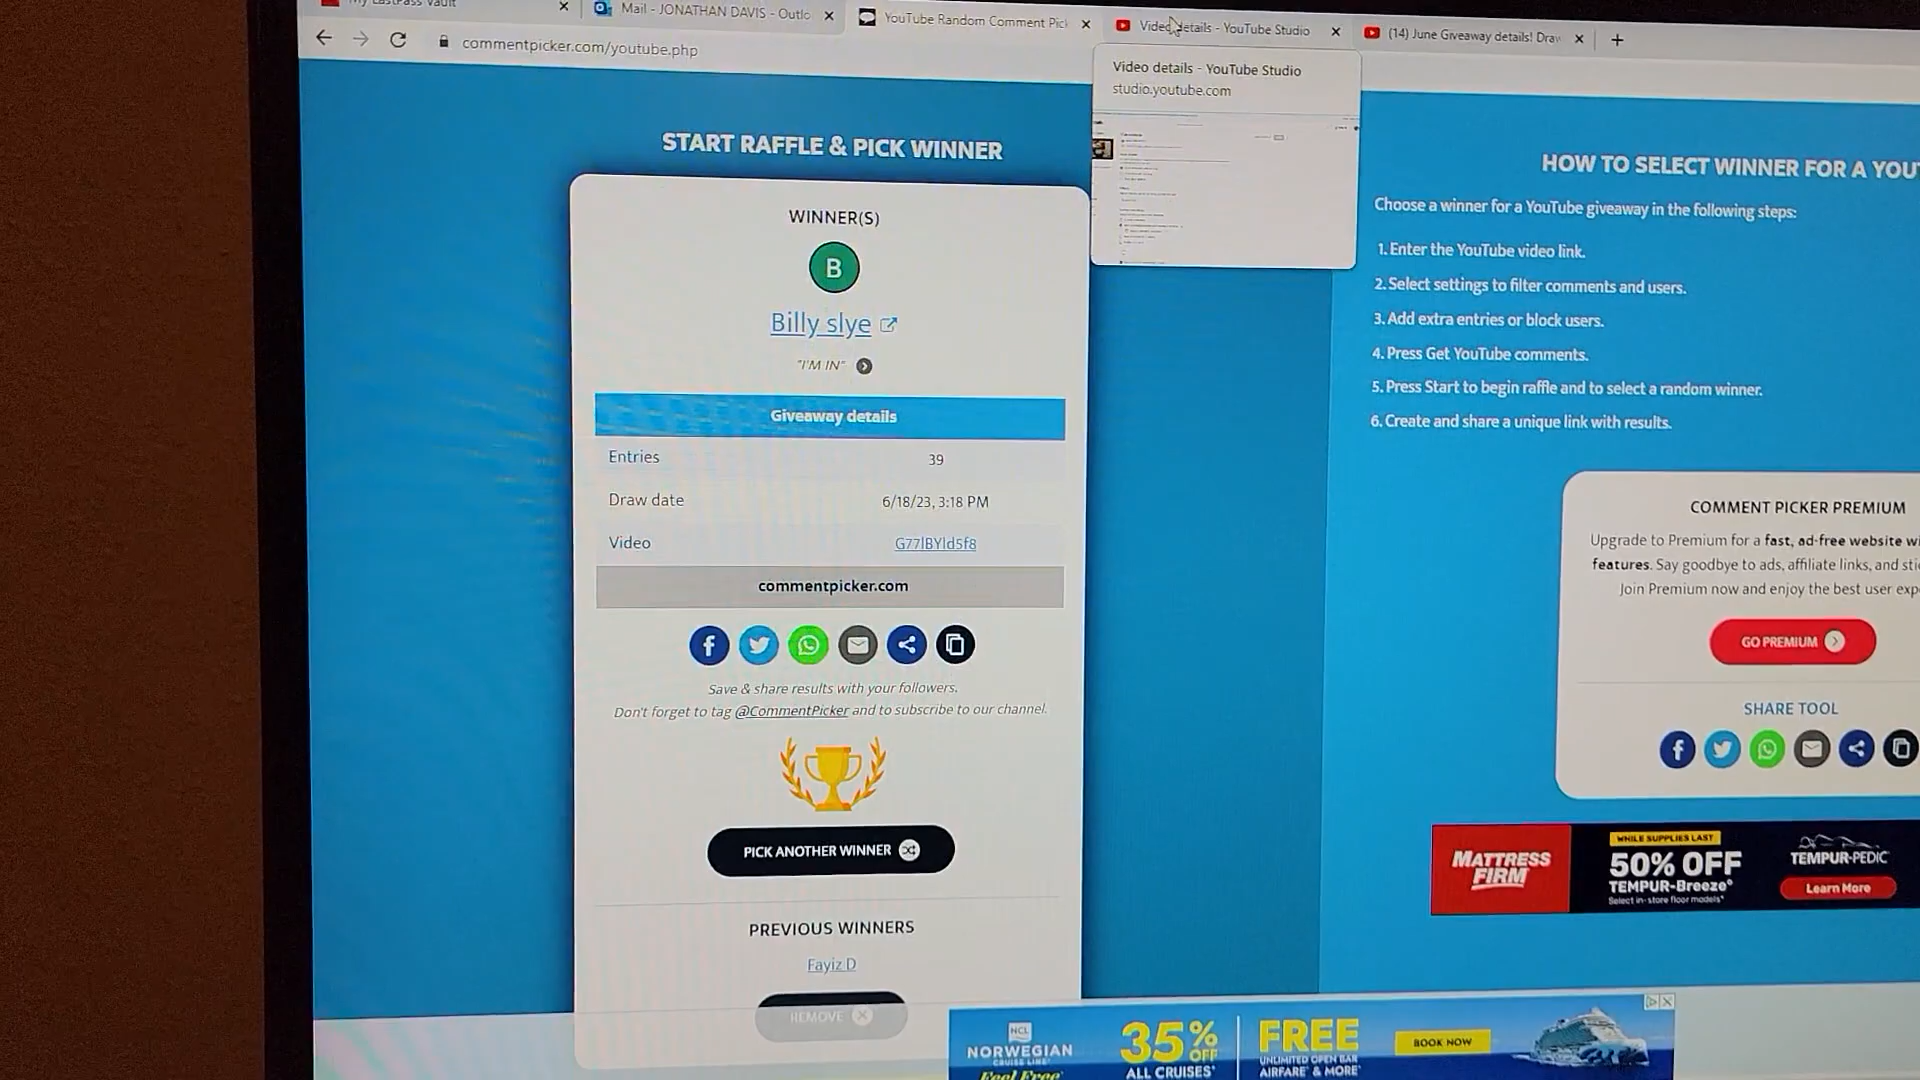 My LastPass Vault
Mail - JONATHAN DAVIS - Outlo
YouTube Random Comment Pic
Video details - YouTube Studio
(14) June Giveaway details! Draw
commentpicker.com/youtube.php
Video details - YouTube Studio
studio.youtube.com
START RAFFLE & PICK WINNER
WINNER(S)
B
Billy slye
"I'M IN"
Giveaway details
Entries 39
Draw date 6/18/23, 3:18 PM
Video G77lBYld5f8
commentpicker.com
Save & share results with your followers.
Don't forget to tag @CommentPicker and to subscribe to our channel.
PICK ANOTHER WINNER
PREVIOUS WINNERS
Fayiz D
REMOVE
HOW TO SELECT WINNER FOR A YOU
Choose a winner for a YouTube giveaway in the following steps:
1. Enter the YouTube video link.
2. Select settings to filter comments and users.
3. Add extra entries or block users.
4. Press Get YouTube comments.
5. Press Start to begin raffle and to select a random winner.
6. Create and share a unique link with results.
COMMENT PICKER PREMIUM
Upgrade to Premium for a fast, ad-free website wi
features. Say goodbye to ads, affiliate links, and sti
Join Premium now and enjoy the best user exp
GO PREMIUM
SHARE TOOL
MATTRESS
FIRM
WHILE SUPPLIES LAST
50% OFF
TEMPUR-Breeze*
Select in-store floor models*
TEMPUR-PEDIC
Learn More
NCL
NORWEGIAN
CRUISE LINE
Feel Free
35% OFF
ALL CRUISES*
FREE
UNLIMITED OPEN BAR
AIRFARE* & MORE*
BOOK NOW